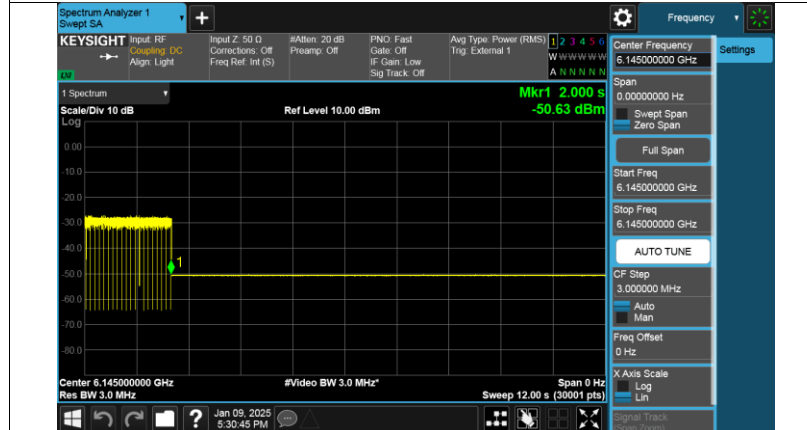 Spectrum Analyzer 1
Swept SA
Frequency
KEYSIGHT
Input: RF
Coupling: DC
Align: Light
Input Z: 50 Ω
Corrections: Off
Freq Ref: Int (S)
#Atten: 20 dB
Preamp: Off
PNO: Fast
Gate: Off
IF Gain: Low
Sig Track: Off
Avg Type: Power (RMS)
Trig: External 1
1 2 3 4 5 6
W W W W W W
A N N N N N
LXI
1 Spectrum
Scale/Div 10 dB
Ref Level 10.00 dBm
Mkr1 2.000 s
-50.63 dBm
Log
0.00
-10.0
-20.0
-30.0
-40.0
-50.0
-60.0
-70.0
-80.0
1
Center 6.145000000 GHz
Res BW 3.0 MHz
#Video BW 3.0 MHz*
Span 0 Hz
Sweep 12.00 s (30001 pts)
?
Jan 09, 2025
5:30:45 PM
Center Frequency
6.145000000 GHz
Span
0.00000000 Hz
Swept Span
Zero Span
Full Span
Start Freq
6.145000000 GHz
Stop Freq
6.145000000 GHz
AUTO TUNE
CF Step
3.000000 MHz
Auto
Man
Freq Offset
0 Hz
X Axis Scale
Log
Lin
Signal Track
(Span Zoom)
Settings